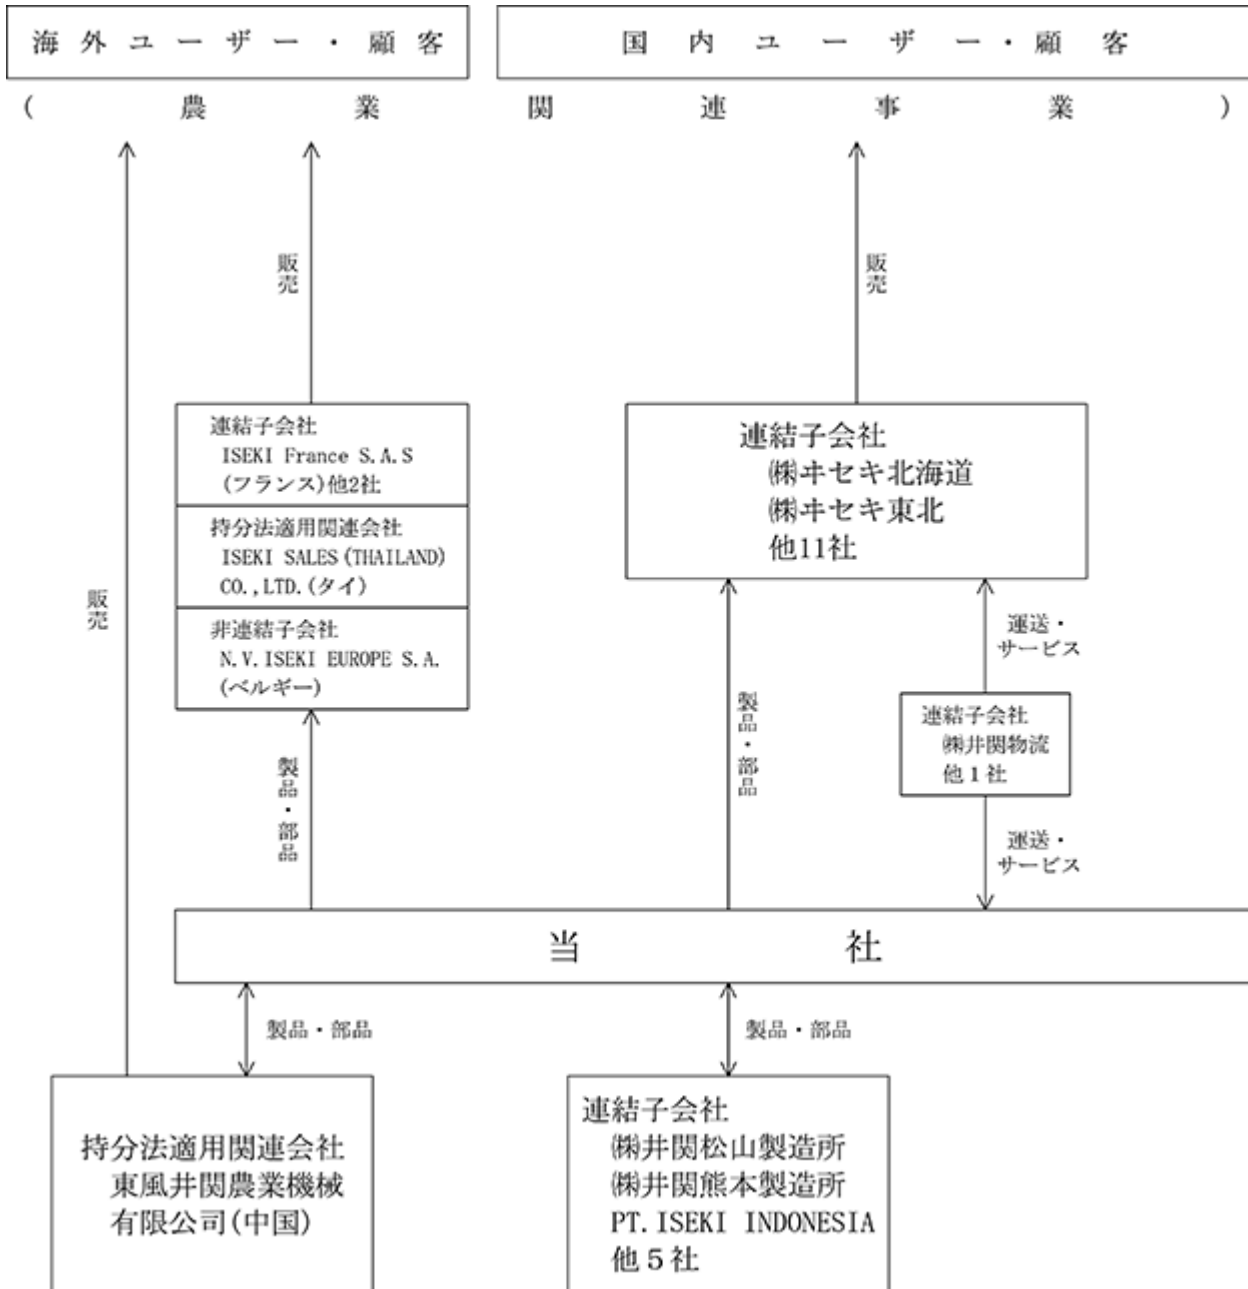 海外ユーザー・顧客
国内ユーザー・顧客
(農業関連事業)
販売
販売
連結子会社
ISEKI France S.A.S
(フランス)他2社
持分法適用関連会社
ISEKI SALES(THAILAND)
CO.,LTD.(タイ)
非連結子会社
N.V.ISEKI EUROPE S.A.
(ベルギー)
連結子会社
㈱ヰセキ北海道
㈱ヰセキ東北
他11社
販売
運送・
サービス
製品・部品
連結子会社
㈱井関物流
他1社
製品・部品
運送・
サービス
当社
製品・部品
製品・部品
持分法適用関連会社
東風井関農業機械
有限公司(中国)
連結子会社
㈱井関松山製造所
㈱井関熊本製造所
PT.ISEKI INDONESIA
他5社